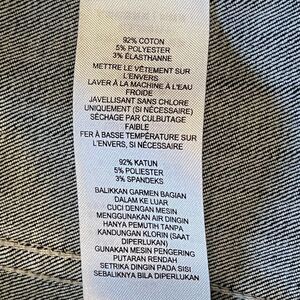 92% COTON
5% POLYESTER
3% ÉLASTHANNE
METTRE LE VÊTEMENT SUR
L'ENVERS
LAVER À LA MACHINE À L'EAU
FROIDE
JAVELLISANT SANS CHLORE
UNIQUEMENT (SI NÉCESSAIRE)
SÉCHAGE PAR CULBUTAGE
FAIBLE
FER À BASSE TEMPÉRATURE SUR
L'ENVERS, SI NÉCESSAIRE
92% KATUN
5% POLIESTER
3% SPANDEKS
BALIKKAN GARMEN BAGIAN
DALAM KE LUAR
CUCI DENGAN MESIN
MENGGUNAKAN AIR DINGIN
HANYA PEMUTIH TANPA
KANDUNGAN KLORIN (SAAT
DIPERLUKAN)
GUNAKAN MESIN PENGERING
PUTARAN RENDAH
SETRIKA DINGIN PADA SISI
SEBALIKNYA BILA DIPERLUKAN